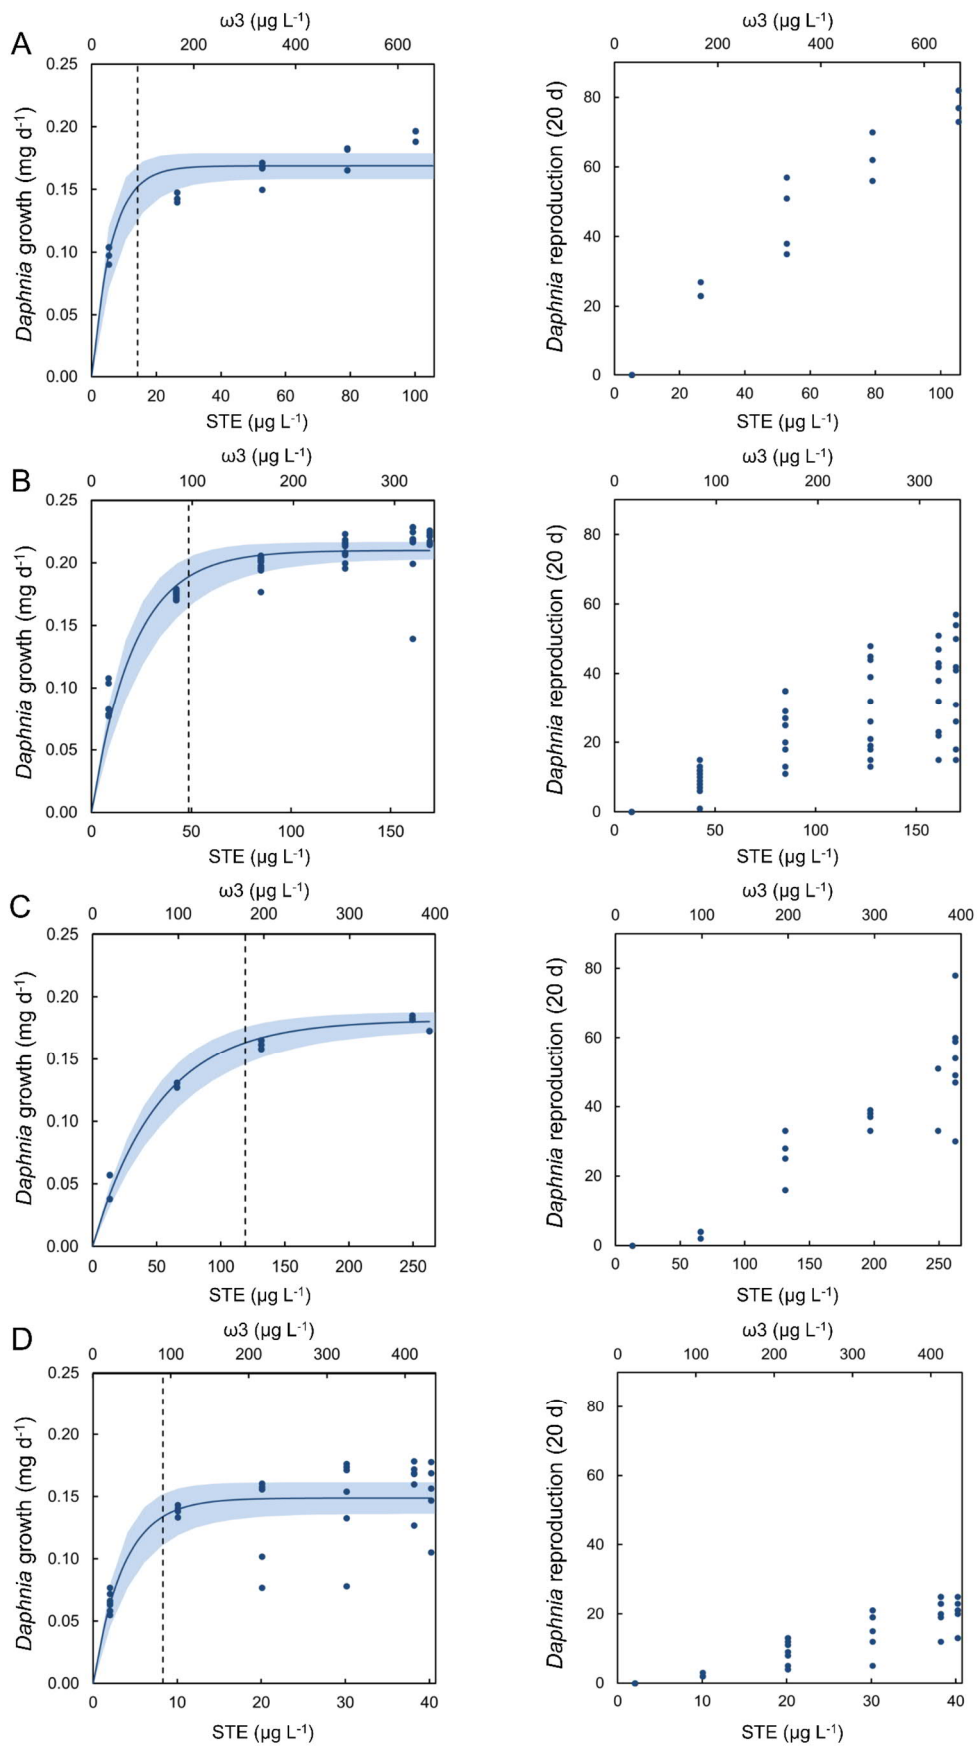 A
ω3 (µg L-1)
0 200 400 600
0.25
0.20
0.15
0.10
0.05
0.00
Daphnia growth (mg d-1)
0 20 40 60 80 100
STE (µg L-1)
ω3 (µg L-1)
0 200 400 600
80
60
40
20
0
Daphnia reproduction (20 d)
0 20 40 60 80 100
STE (µg L-1)
B
ω3 (µg L-1)
0 100 200 300
0.25
0.20
0.15
0.10
0.05
0.00
Daphnia growth (mg d-1)
0 50 100 150
STE (µg L-1)
ω3 (µg L-1)
0 100 200 300
80
60
40
20
0
Daphnia reproduction (20 d)
0 50 100 150
STE (µg L-1)
C
ω3 (µg L-1)
0 100 200 300 400
0.25
0.20
0.15
0.10
0.05
0.00
Daphnia growth (mg d-1)
0 50 100 150 200 250
STE (µg L-1)
ω3 (µg L-1)
0 100 200 300 400
80
60
40
20
0
Daphnia reproduction (20 d)
0 50 100 150 200 250
STE (µg L-1)
D
ω3 (µg L-1)
0 100 200 300 400
0.25
0.20
0.15
0.10
0.05
0.00
Daphnia growth (mg d-1)
0 10 20 30 40
STE (µg L-1)
ω3 (µg L-1)
0 100 200 300 400
80
60
40
20
0
Daphnia reproduction (20 d)
0 10 20 30 40
STE (µg L-1)